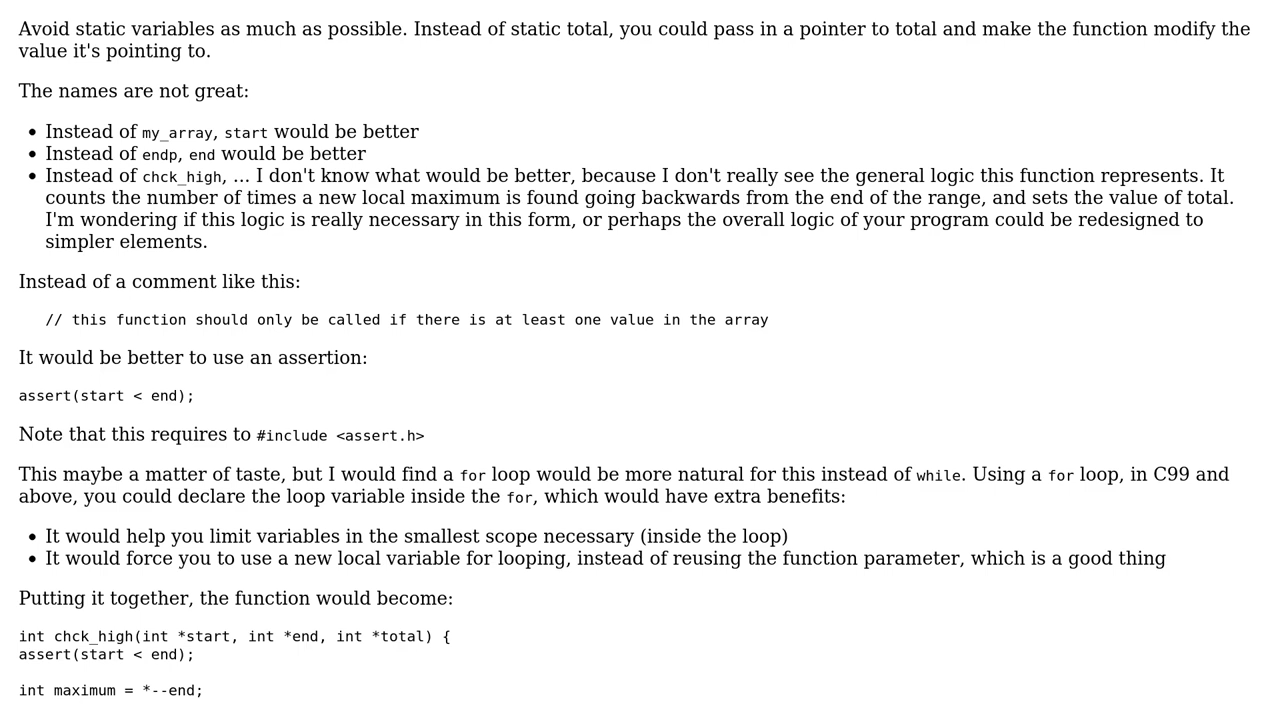 Avoid static variables as much as possible. Instead of static total, you could pass in a pointer to total and make the function modify the
value it's pointing to.
The names are not great:
• Instead of my_array, start would be better
• Instead of endp, end would be better
• Instead of chck_high, ... I don't know what would be better, because I don't really see the general logic this function represents. It
counts the number of times a new local maximum is found going backwards from the end of the range, and sets the value of total.
I'm wondering if this logic is really necessary in this form, or perhaps the overall logic of your program could be redesigned to
simpler elements.
Instead of a comment like this:
// this function should only be called if there is at least one value in the array
It would be better to use an assertion:
assert(start < end);
Note that this requires to #include <assert.h>
This maybe a matter of taste, but I would find a for loop would be more natural for this instead of while. Using a for loop, in C99 and
above, you could declare the loop variable inside the for, which would have extra benefits:
• It would help you limit variables in the smallest scope necessary (inside the loop)
• It would force you to use a new local variable for looping, instead of reusing the function parameter, which is a good thing
Putting it together, the function would become:
int chck_high(int *start, int *end, int *total) {
assert(start < end);
int maximum = *--end;